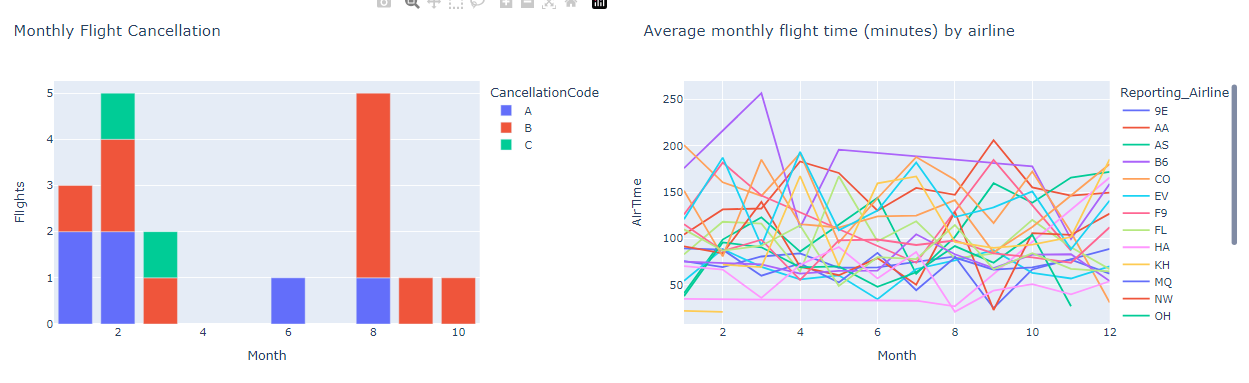 Monthly Flight Cancellation
5
4
3
2
1
0
Flights
2
4
6
8
10
Month
CancellationCode
A
B
C
Average monthly flight time (minutes) by airline
250
200
150
100
50
AirTime
2
4
6
8
10
12
Month
Reporting_Airline
9E
AA
AS
B6
CO
EV
F9
FL
HA
KH
MQ
NW
OH